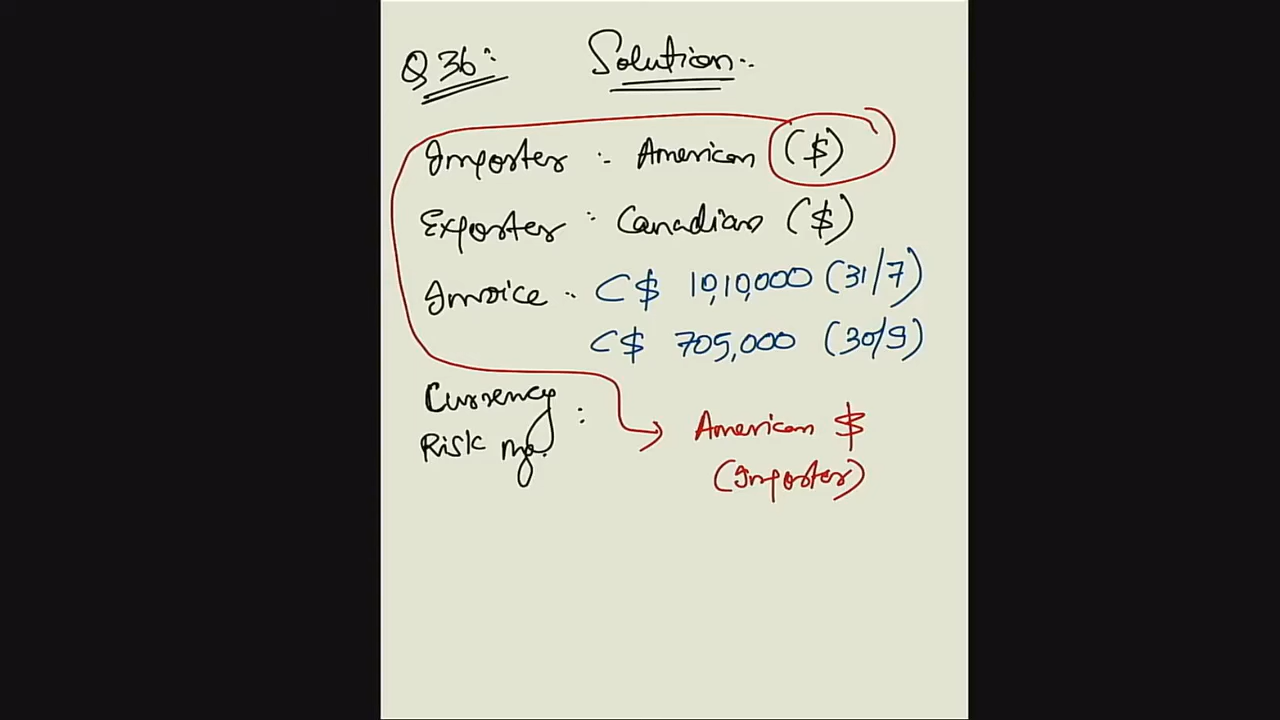 Q 36: Solution:
Importer : American ($)
Exporter : Canadian ($)
Invoice : C$ 10,10,000 (31/7)
C$ 705,000 (30/9)
Currency
Risk mg. : American $
(Importer)